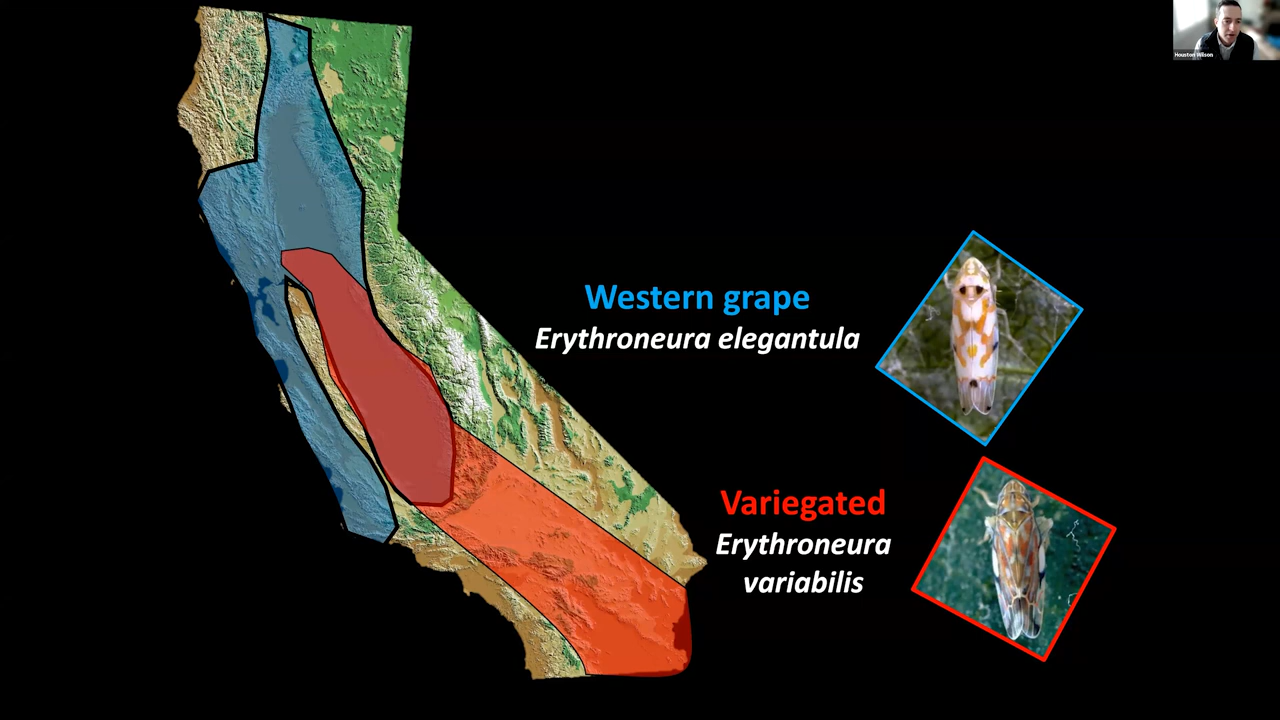 Houston Wilson
Western grape
Erythroneura elegantula
Variegated
Erythroneura
variabilis